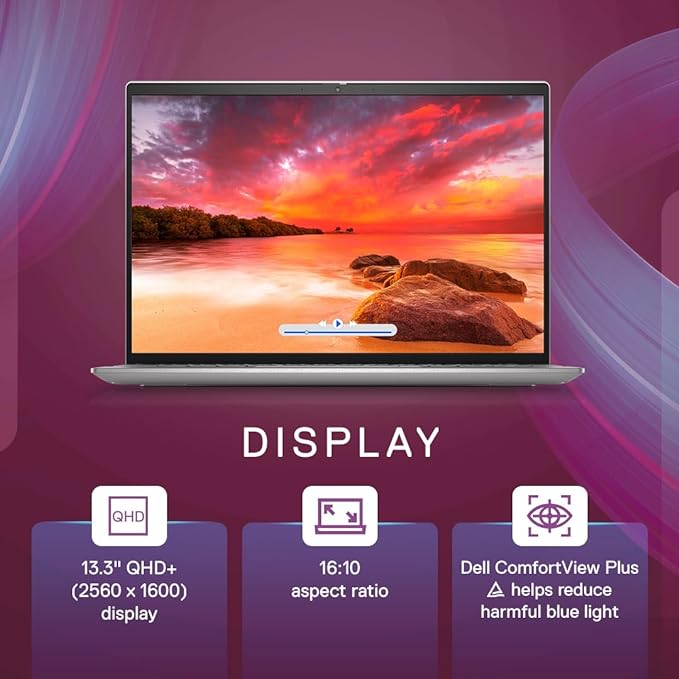 DISPLAY
QHD
13.3" QHD+
(2560 x 1600)
display
16:10
aspect ratio
Dell ComfortView Plus
helps reduce
harmful blue light